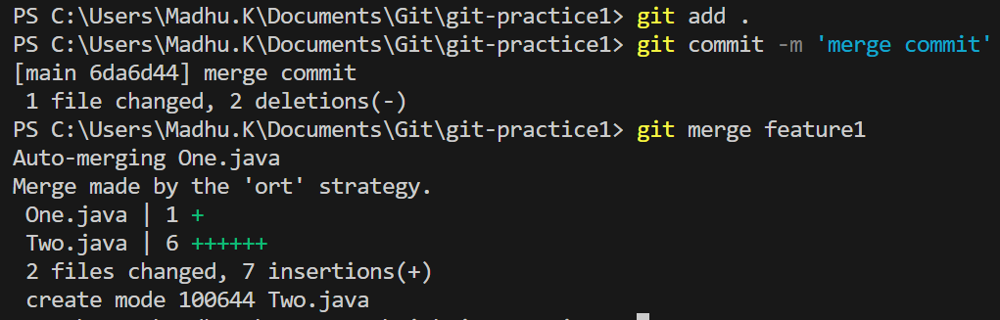 PS C:\Users\Madhu.K\Documents\Git\git-practice1> git add .
PS C:\Users\Madhu.K\Documents\Git\git-practice1> git commit -m 'merge commit'
[main 6da6d44] merge commit
 1 file changed, 2 deletions(-)
PS C:\Users\Madhu.K\Documents\Git\git-practice1> git merge feature1
Auto-merging One.java
Merge made by the 'ort' strategy.
 One.java | 1 +
 Two.java | 6 ++++++
 2 files changed, 7 insertions(+)
 create mode 100644 Two.java